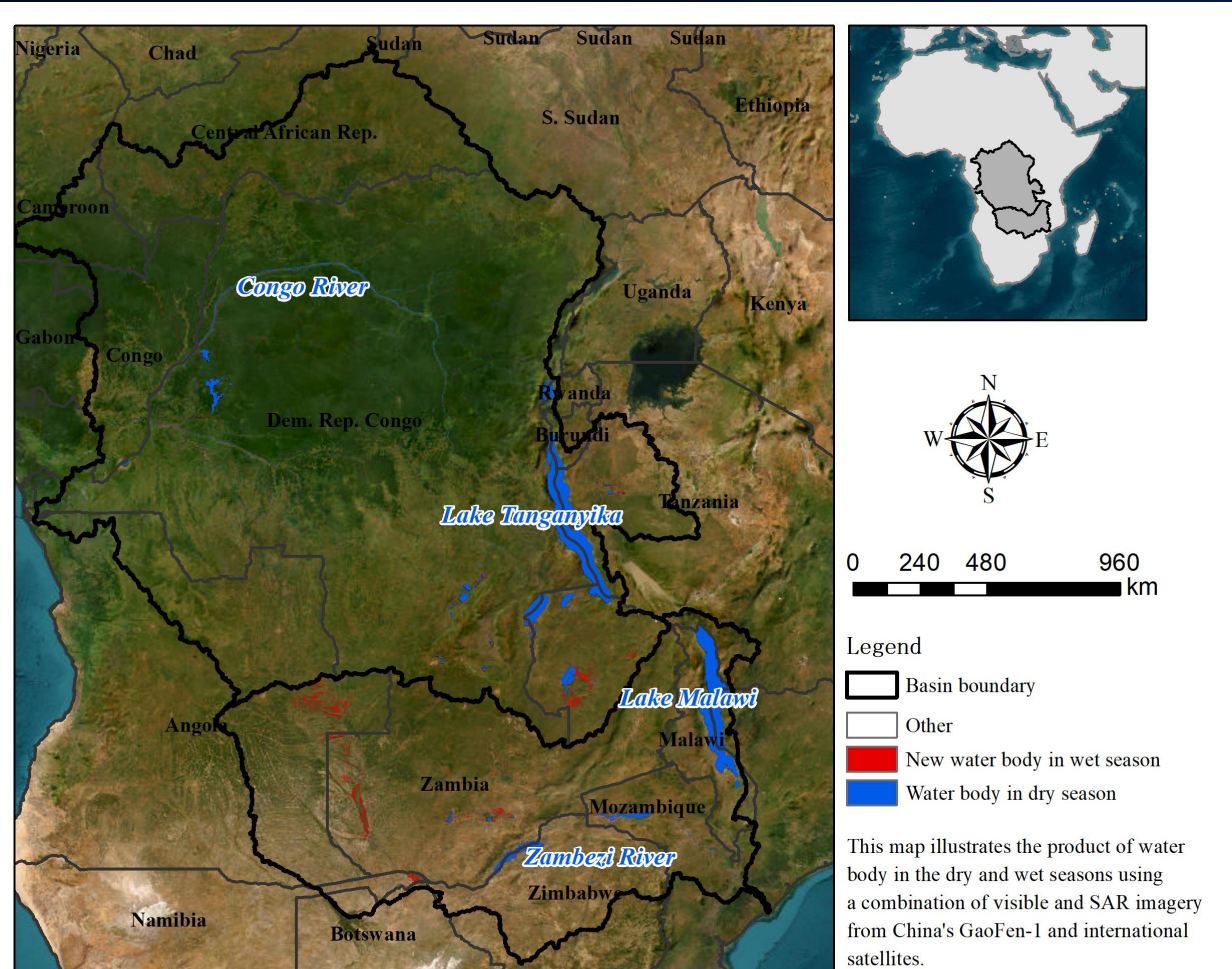 Nigeria
Chad
Sudan
Sudan
Sudan
Sudan
Ethiopia
S. Sudan
Central African Rep.
Cameroon
Congo River
Uganda
Kenya
Gabon
Congo
Rwanda
Dem. Rep. Congo
Burundi
Tanzania
Lake Tanganyika
Lake Malawi
Angola
Malawi
Zambia
Mozambique
Zambezi River
Zimbabwe
Namibia
Botswana
N
W
E
S
0 240 480 960
km
Legend
Basin boundary
Other
New water body in wet season
Water body in dry season
This map illustrates the product of water
body in the dry and wet seasons using
a combination of visible and SAR imagery
from China's GaoFen-1 and international
satellites.